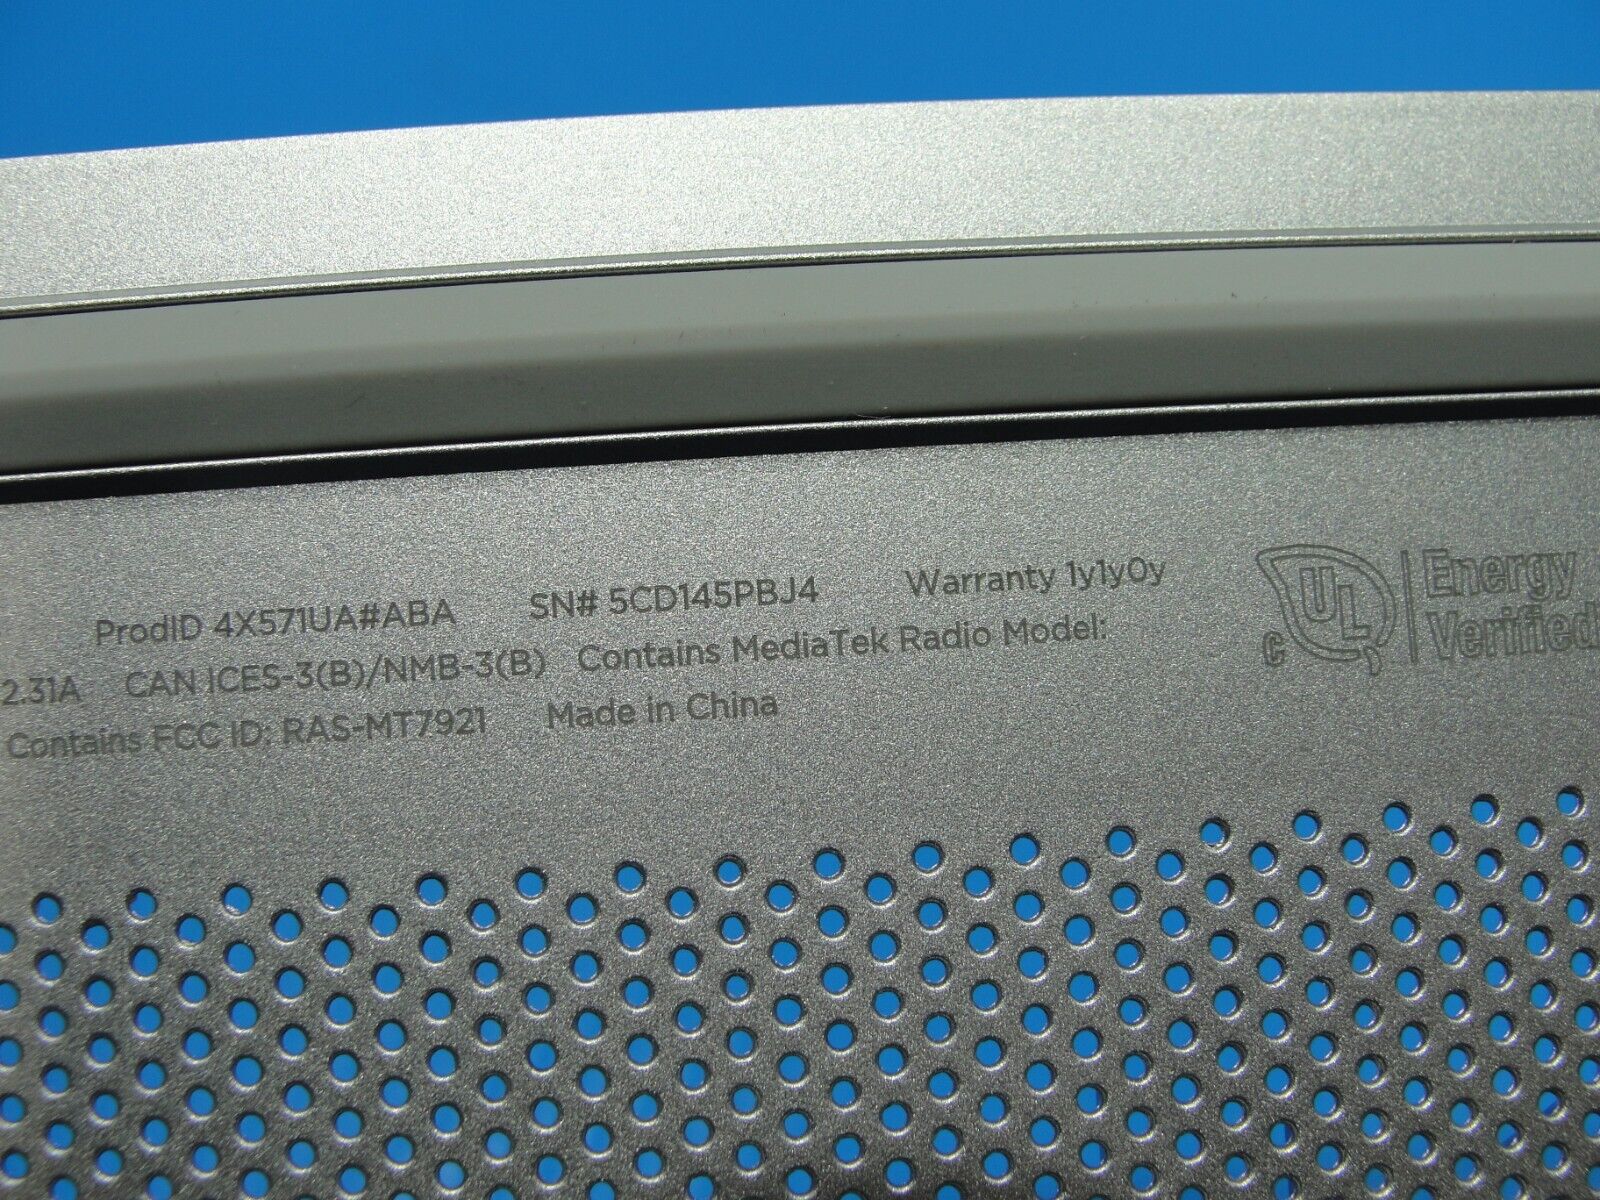 ProdID 4X571UA#ABA SN# 5CD145PBJ4 Warranty 1y1y0y
2.31A CAN ICES-3(B)/NMB-3(B) Contains MediaTek Radio Model:
Contains FCC ID: RAS-MT7921 Made in China
C UL Energy
Verified